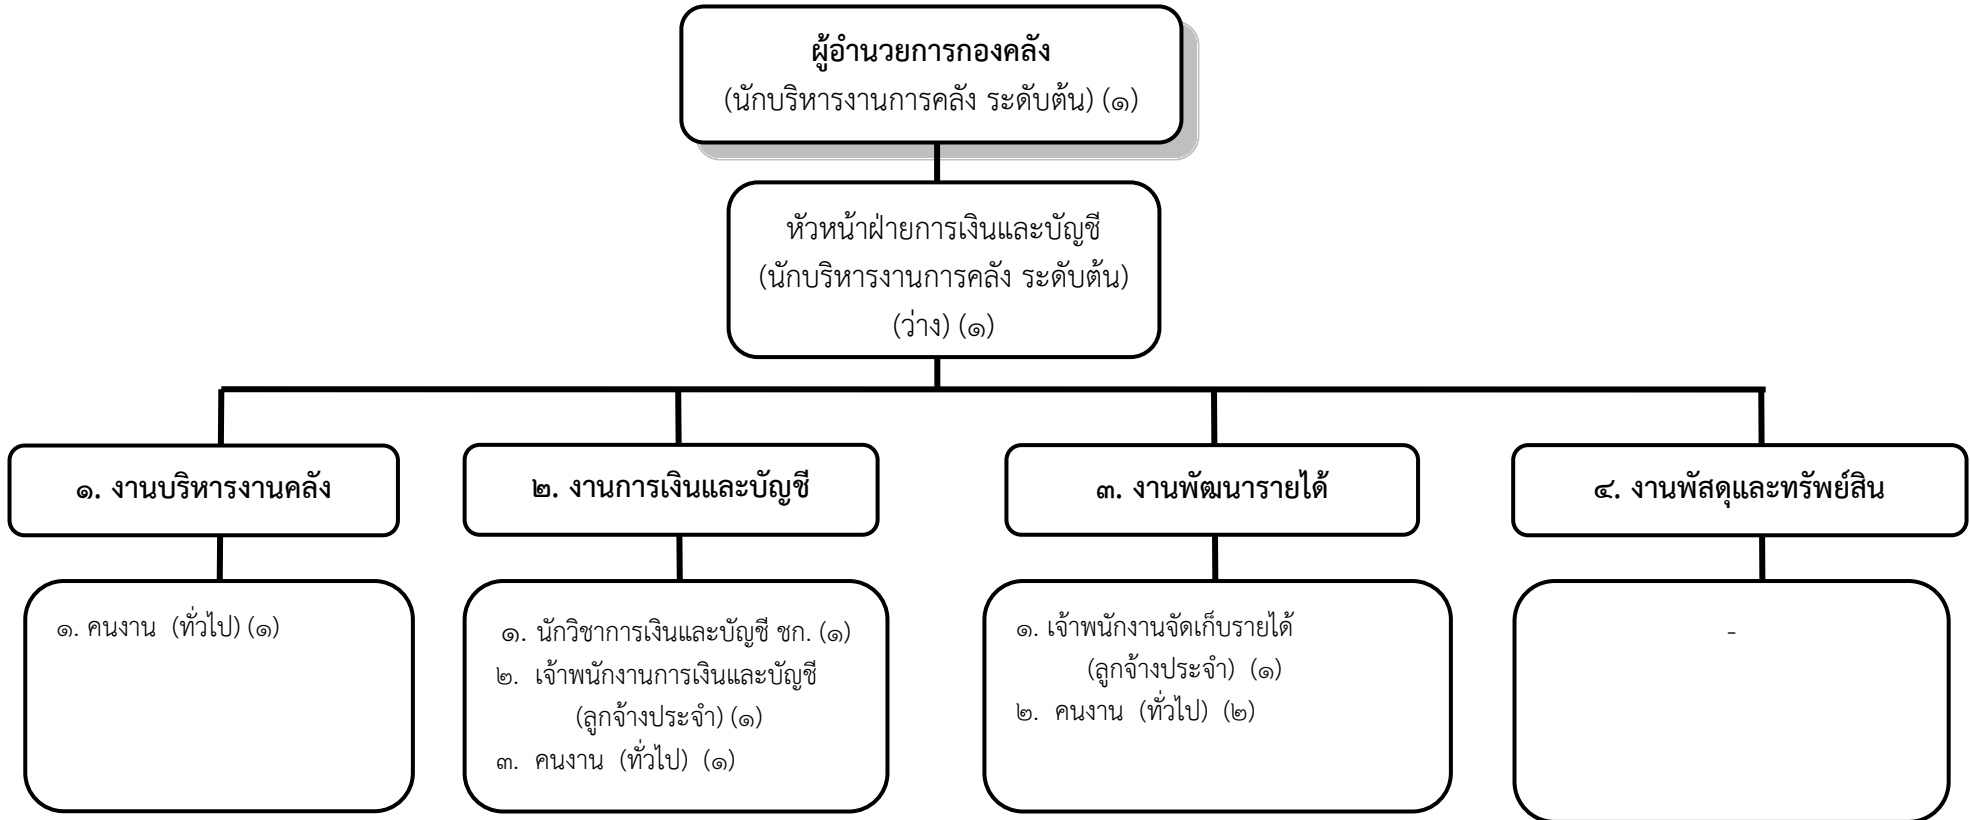 ผู้อำนวยการกองคลัง
(นักบริหารงานการคลัง ระดับต้น) (๑)
หัวหน้าฝ่ายการเงินและบัญชี
(นักบริหารงานการคลัง ระดับต้น)
(ว่าง) (๑)
๑. งานบริหารงานคลัง
๒. งานการเงินและบัญชี
๓. งานพัฒนารายได้
๔. งานพัสดุและทรัพย์สิน
๑. คนงาน (ทั่วไป) (๑)
๑. นักวิชาการเงินและบัญชี ชก. (๑)
๒. เจ้าพนักงานการเงินและบัญชี
(ลูกจ้างประจำ) (๑)
๓. คนงาน (ทั่วไป) (๑)
๑. เจ้าพนักงานจัดเก็บรายได้
(ลูกจ้างประจำ) (๑)
๒. คนงาน (ทั่วไป) (๒)
-